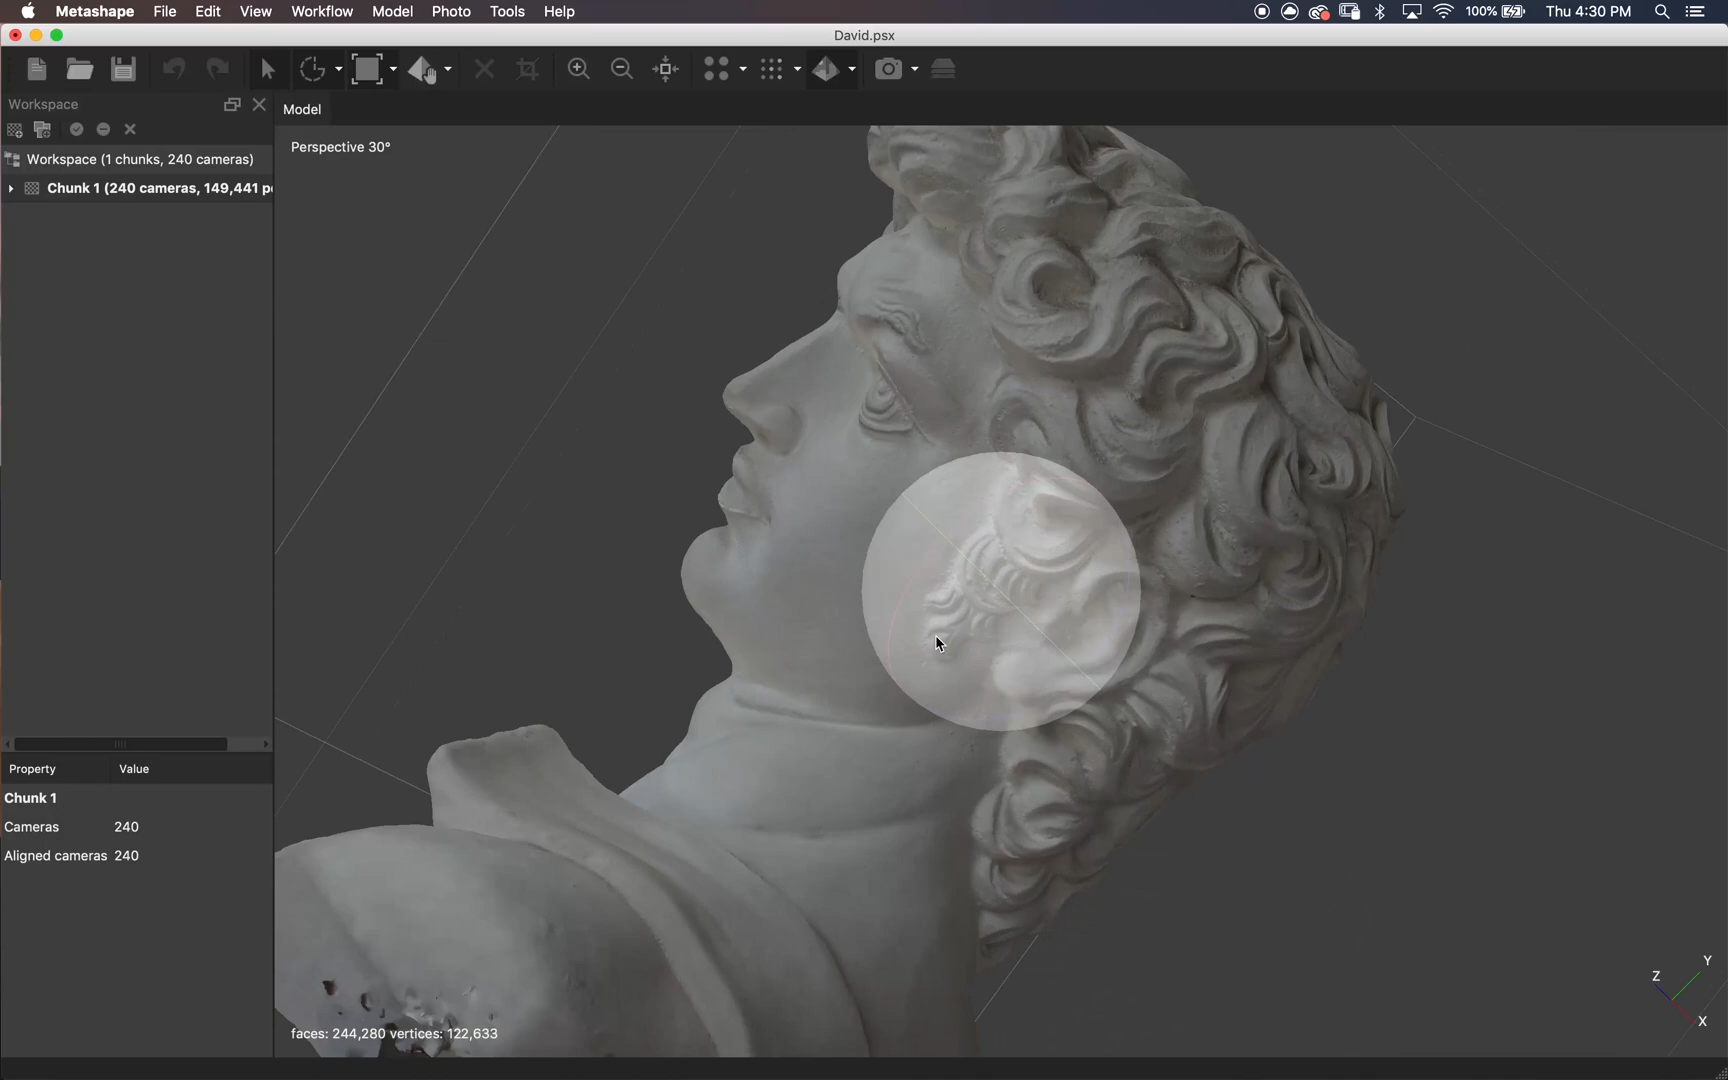 Metashape File Edit View Workflow Model Photo Tools Help 100% Thu 4:30 PM
David.psx
Workspace
Model
Perspective 30°
Workspace (1 chunks, 240 cameras)
Chunk 1 (240 cameras, 149,441 p
Property Value
Chunk 1
Cameras 240
Aligned cameras 240
faces: 244,280 vertices: 122,633
Y
Z
X